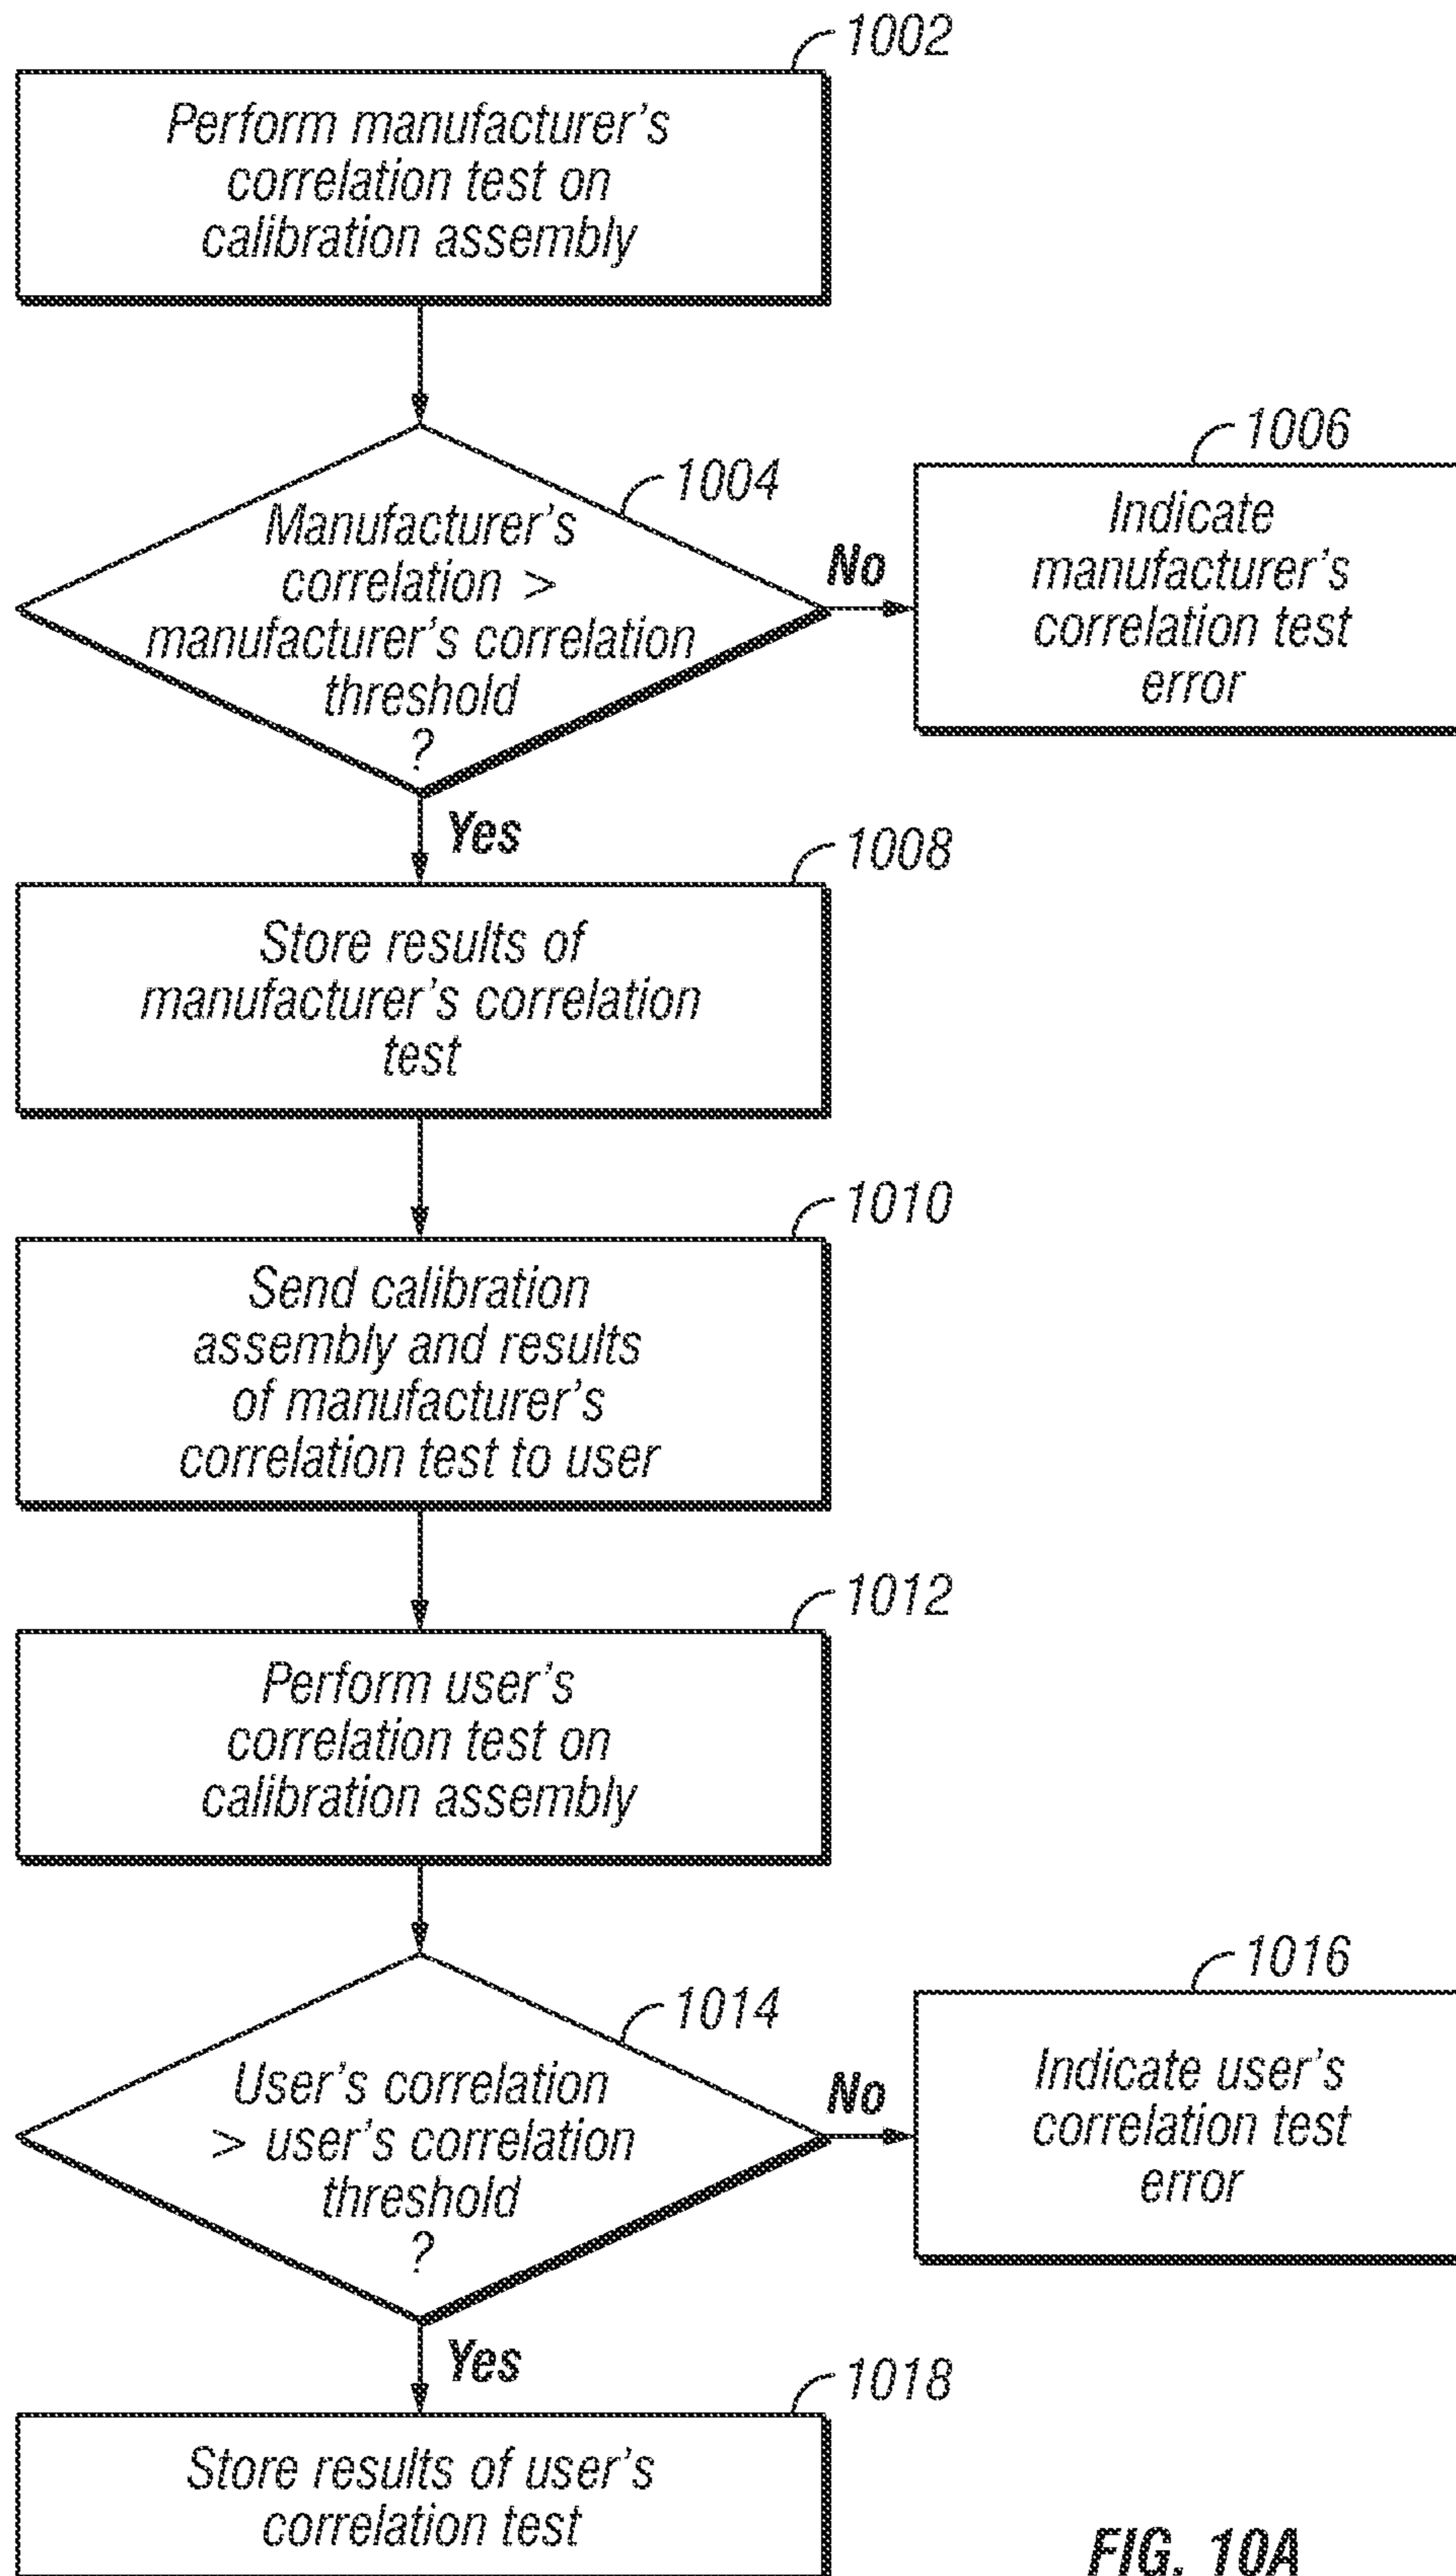 1002
Perform manufacturer's
correlation test on
calibration assembly
1004
Manufacturer's
correlation >
manufacturer's correlation
threshold
?
No
1006
Indicate
manufacturer's
correlation test
error
Yes
1008
Store results of
manufacturer's correlation
test
1010
Send calibration
assembly and results
of manufacturer's
correlation test to user
1012
Perform user's
correlation test on
calibration assembly
1014
User's correlation
> user's correlation
threshold
?
No
1016
Indicate user's
correlation test
error
Yes
1018
Store results of user's
correlation test
FIG. 10A